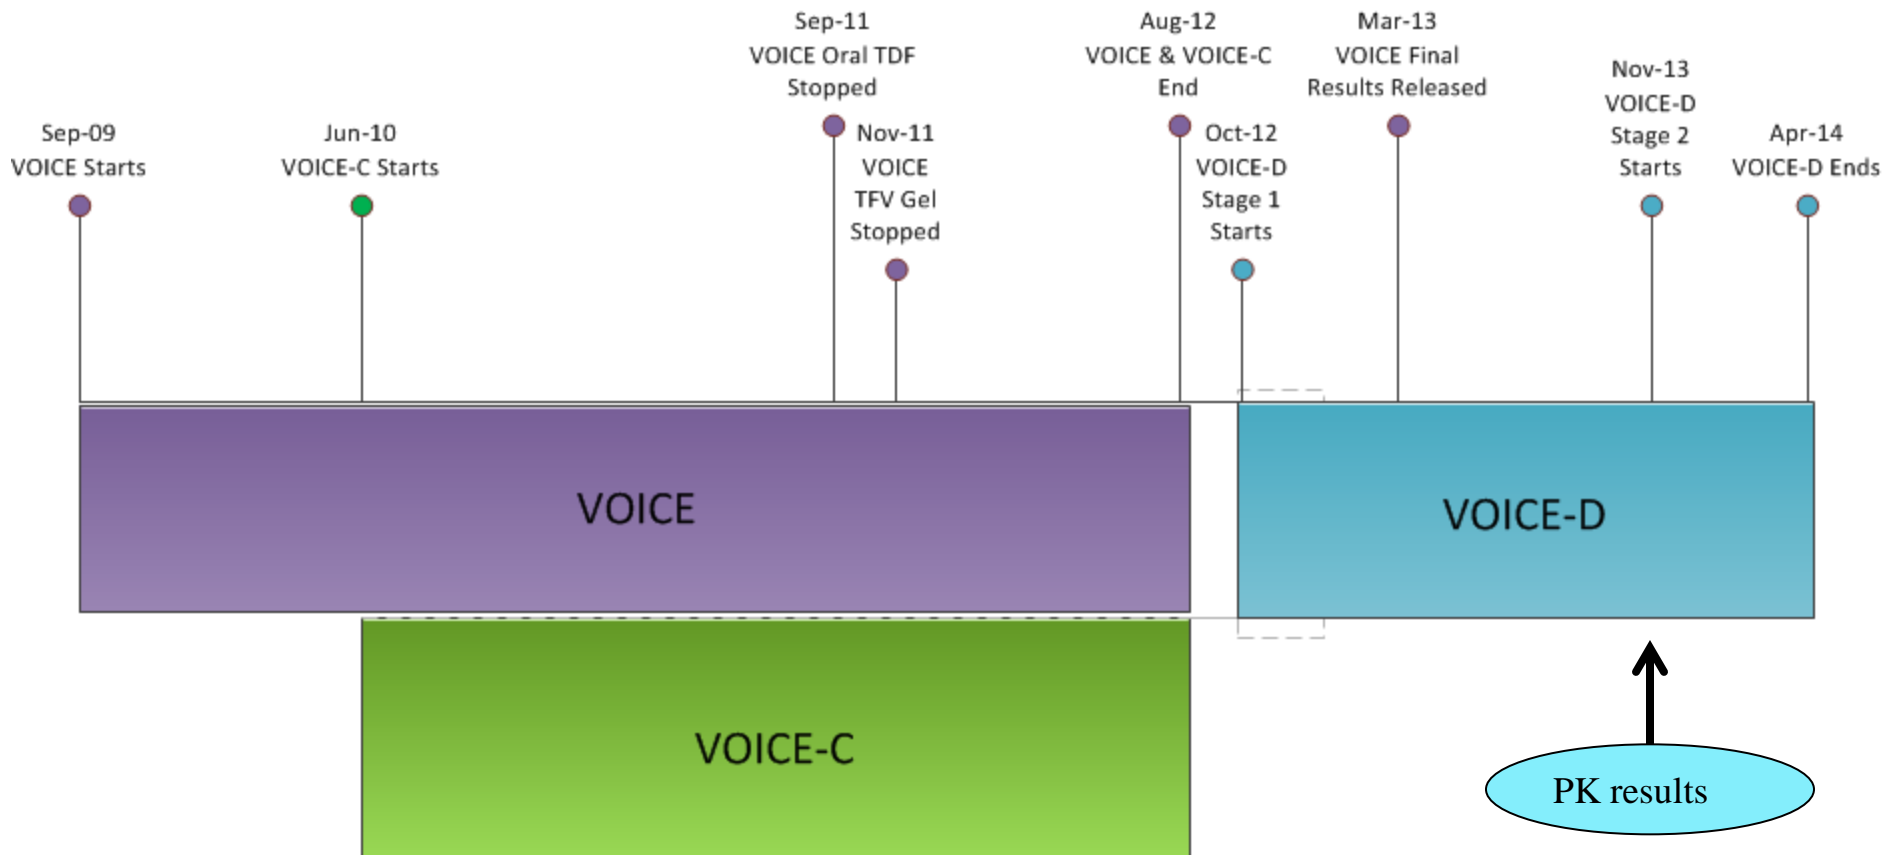 Sep-09
VOICE Starts
Jun-10
VOICE-C Starts
Sep-11
VOICE Oral TDF
Stopped
Nov-11
VOICE
TFV Gel
Stopped
Aug-12
VOICE & VOICE-C
End
Oct-12
VOICE-D
Stage 1
Starts
Mar-13
VOICE Final
Results Released
Nov-13
VOICE-D
Stage 2
Starts
Apr-14
VOICE-D Ends
VOICE
VOICE-D
VOICE-C
PK results